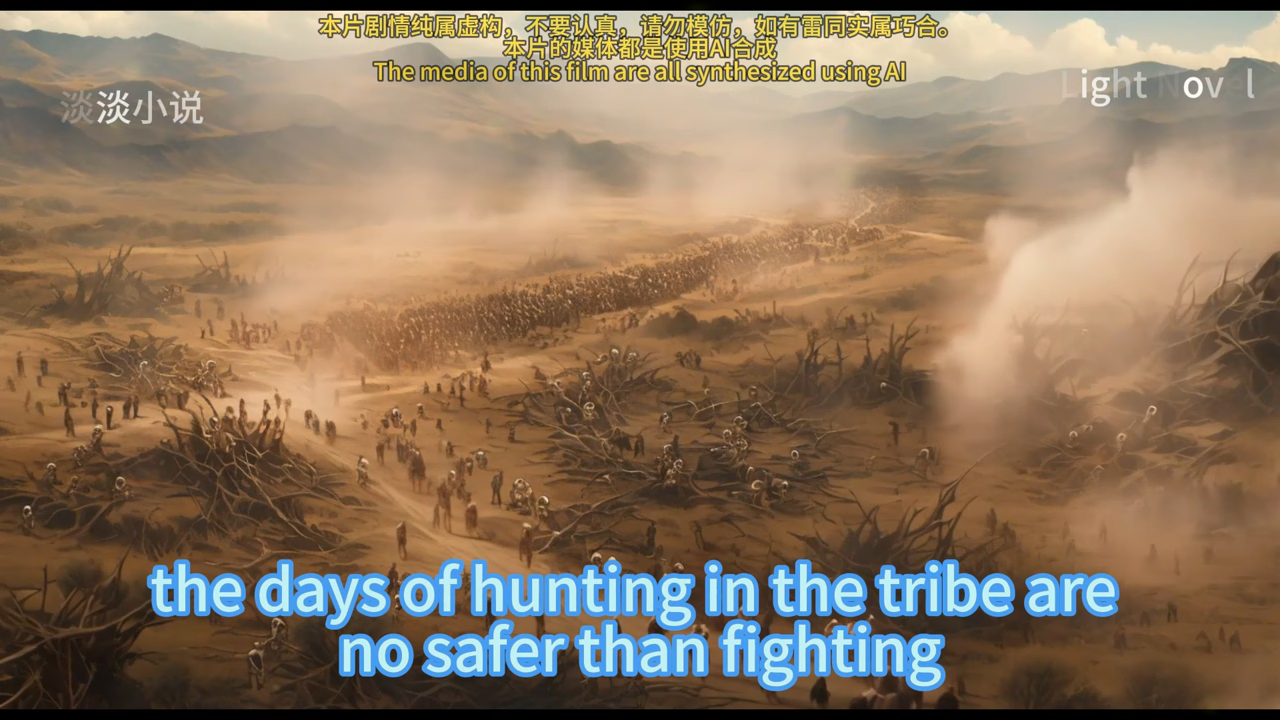 本片剧情纯属虚构，不要认真，请勿模仿，如有雷同实属巧合。
本片的媒体都是使用AI合成
The media of this film are all synthesized using AI
淡淡小说
Light Nov l
the days of hunting in the tribe are
no safer than fighting